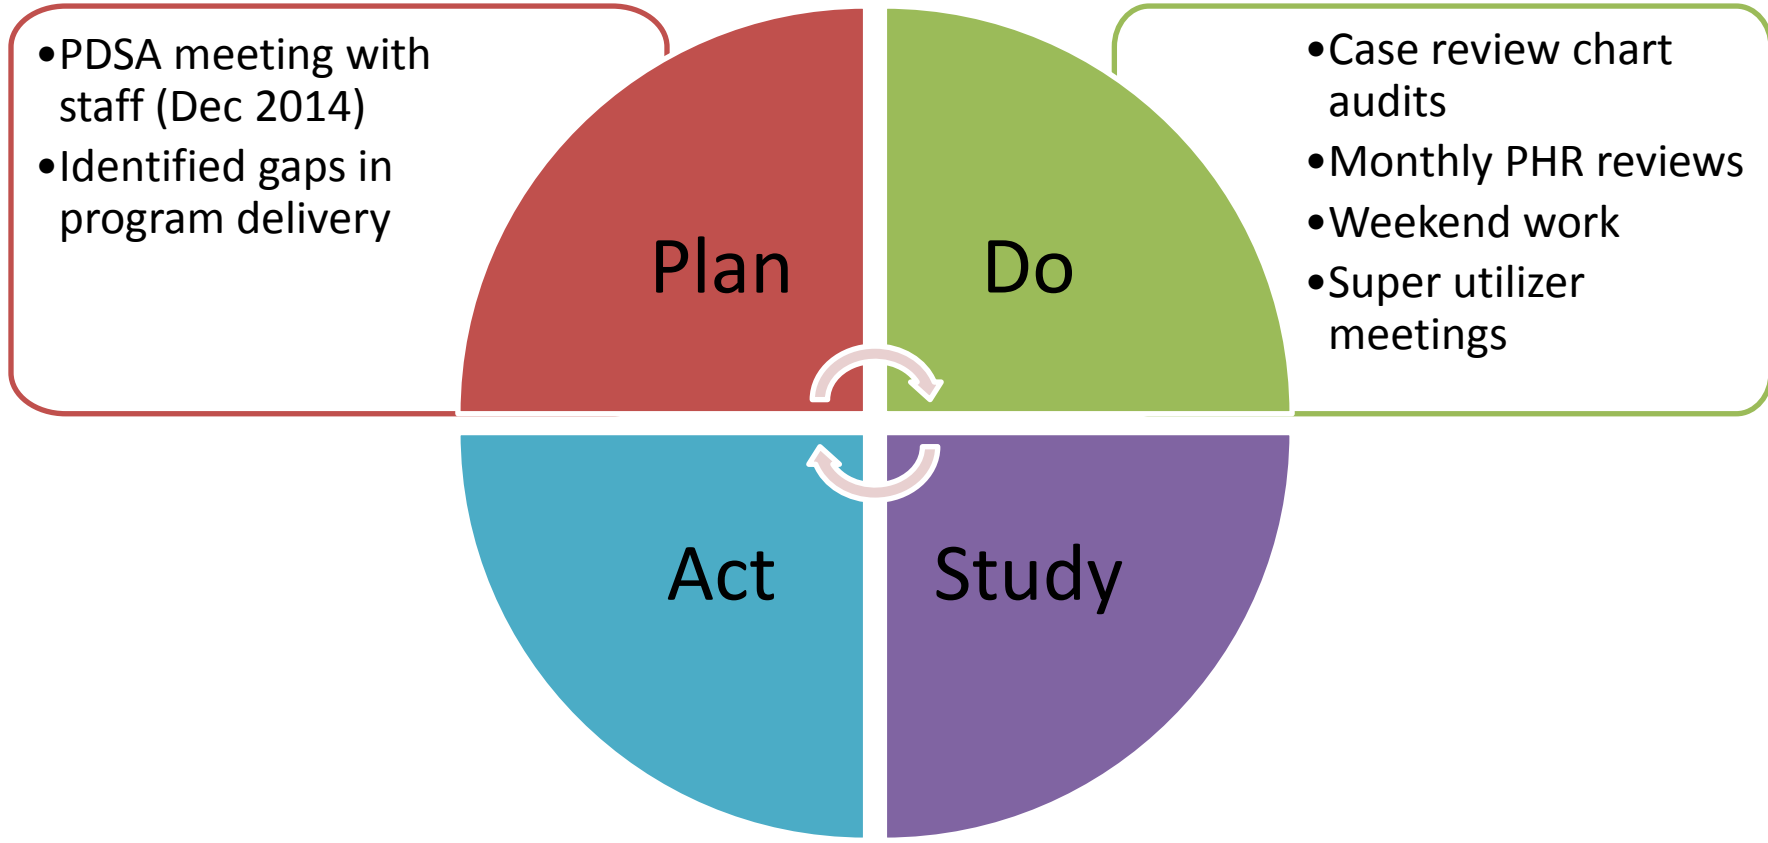 •PDSA meeting with
staff (Dec 2014)
•Identified gaps in
program delivery
•Case review chart
audits
•Monthly PHR reviews
•Weekend work
•Super utilizer
meetings
Plan
Do
Act
Study